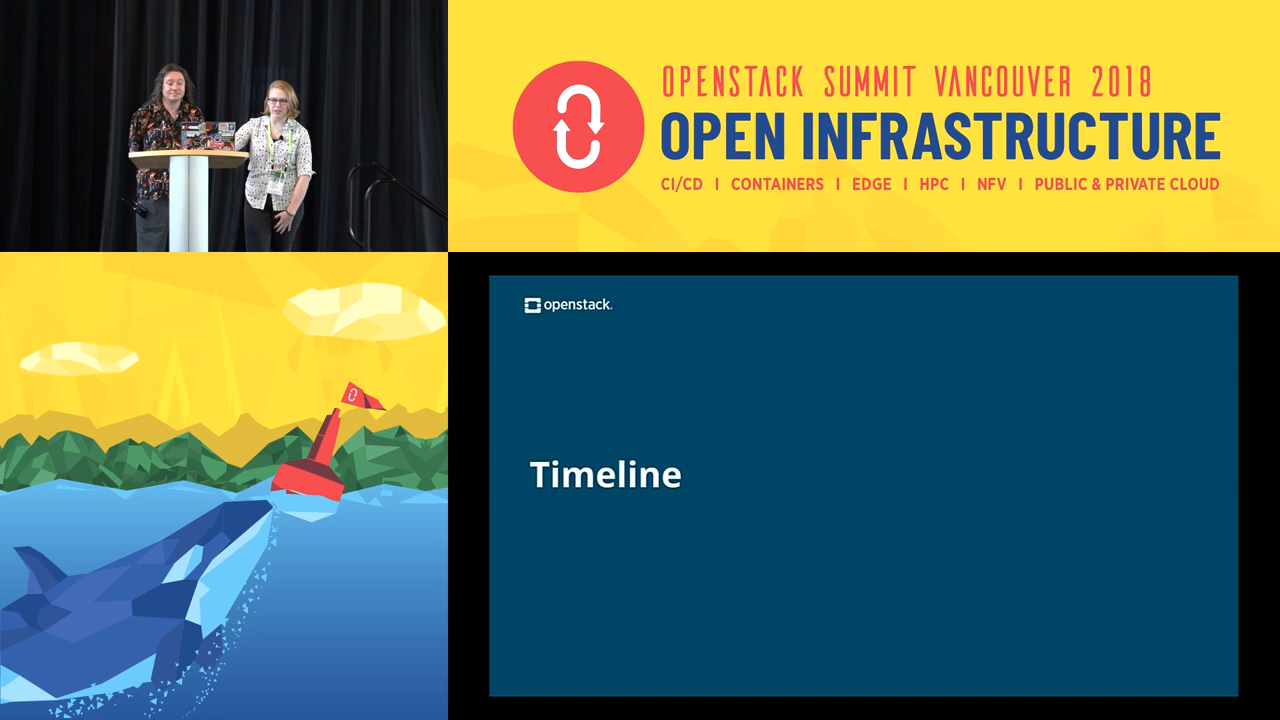 OPENSTACK SUMMIT VANCOUVER 2018
OPEN INFRASTRUCTURE
CI/CD | CONTAINERS | EDGE | HPC | NFV | PUBLIC & PRIVATE CLOUD
openstack.
Timeline